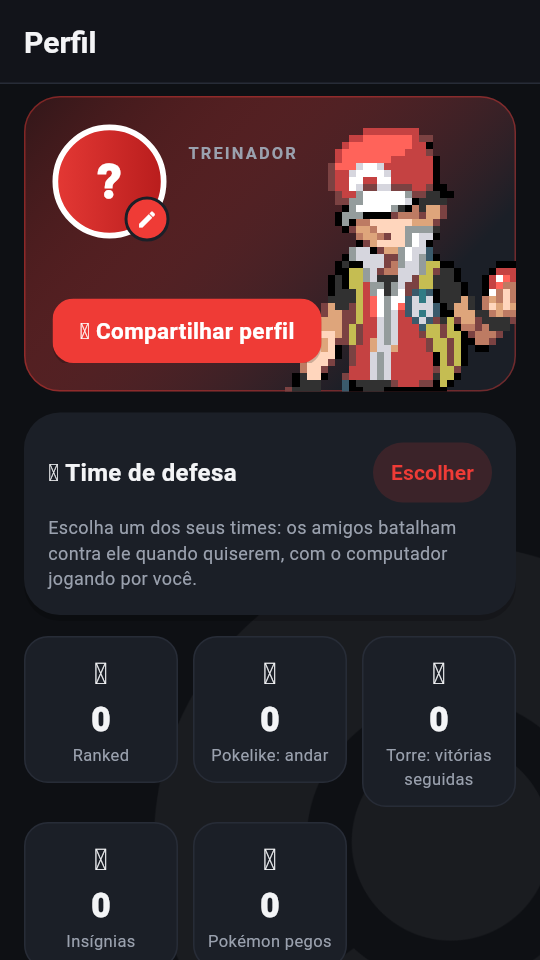 Perfil
?
TREINADOR
Compartilhar perfil
Time de defesa
Escolher
Escolha um dos seus times: os amigos batalham
contra ele quando quiserem, com o computador
jogando por você.
0
Ranked
0
Pokelike: andar
0
Torre: vitórias
seguidas
0
Insígnias
0
Pokémon pegos